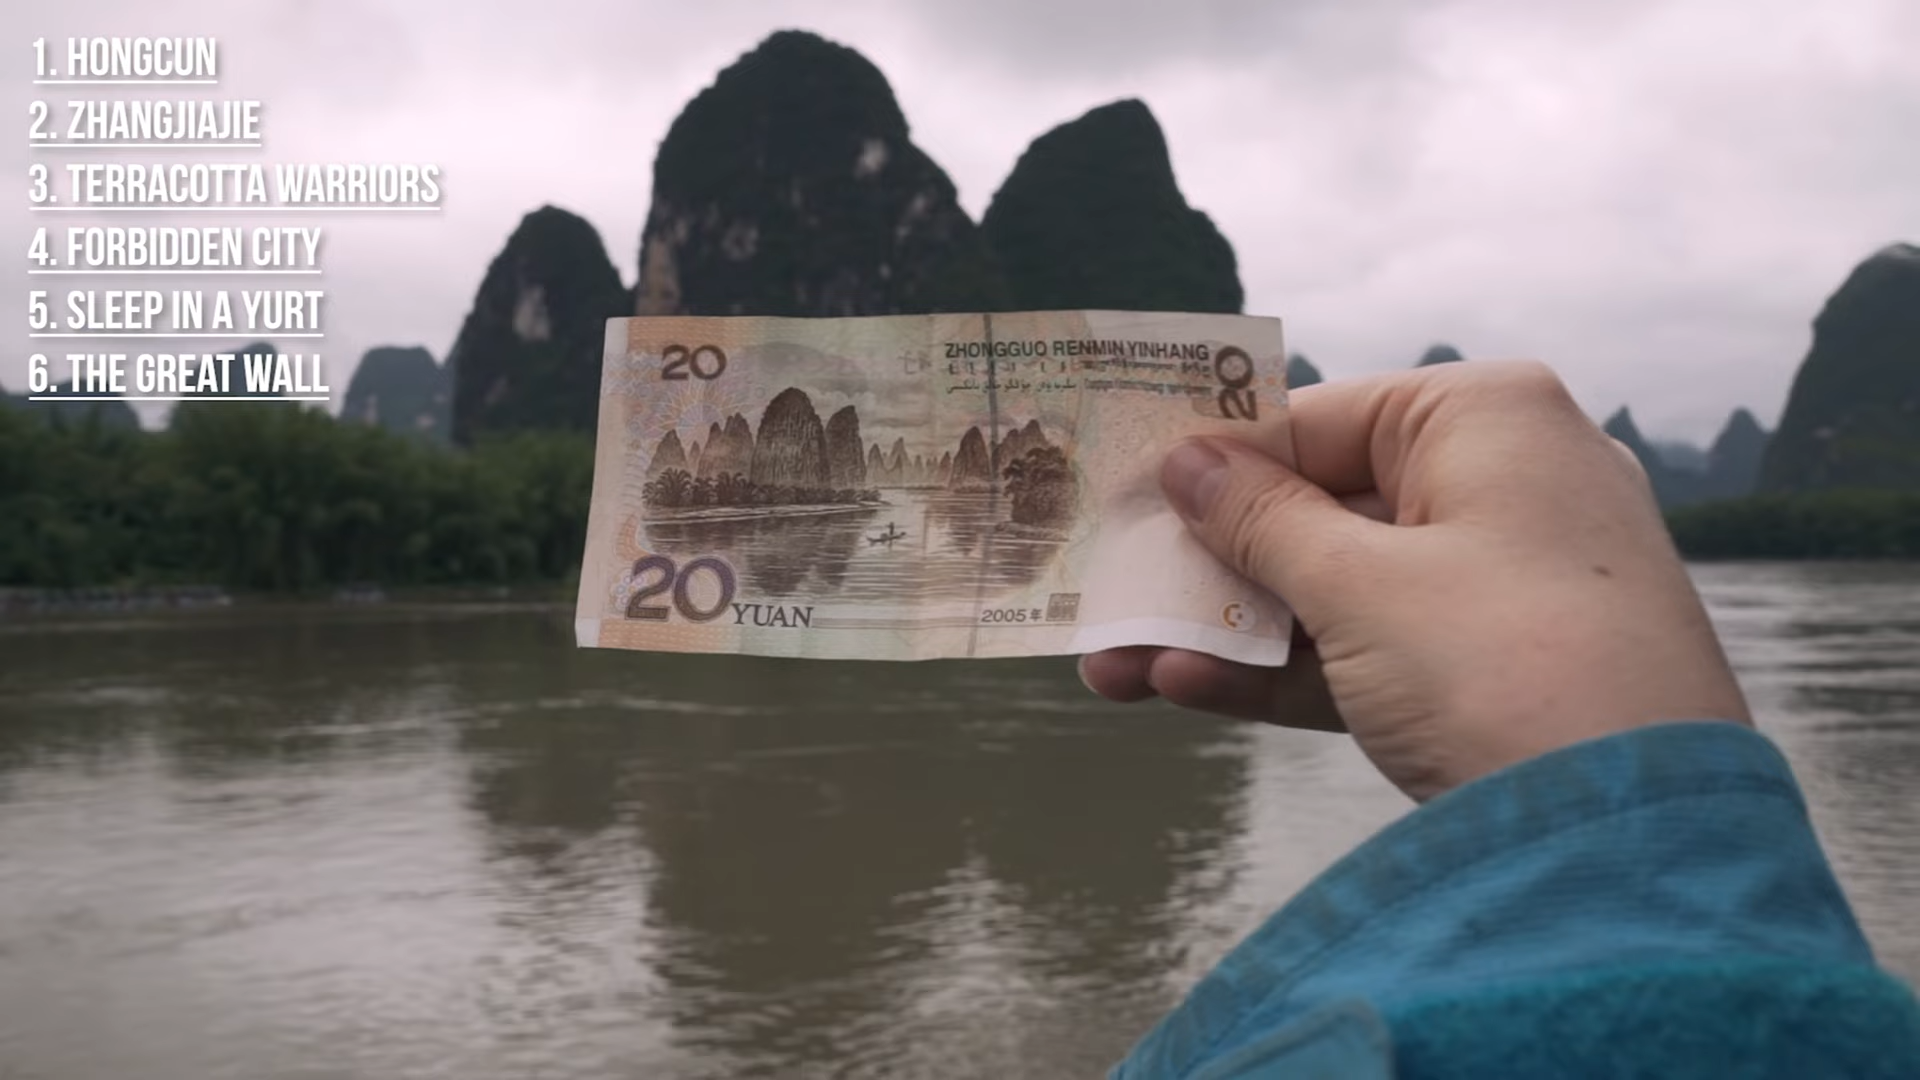 1. HONGCUN
2. ZHANGJIAJIE
3. TERRACOTTA WARRIORS
4. FORBIDDEN CITY
5. SLEEP IN A YURT
6. THE GREAT WALL
20
ZHONGGUO RENMIN YINHANG
20
20 YUAN
2005年